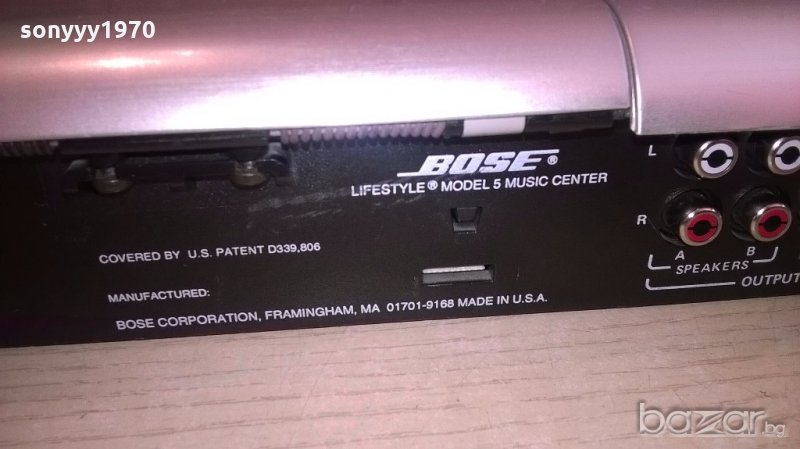 sonyyy1970
BOSE®
LIFESTYLE® MODEL 5 MUSIC CENTER
L
R
A B
SPEAKERS
OUTPUT
COVERED BY U.S. PATENT D339,806
MANUFACTURED:
BOSE CORPORATION, FRAMINGHAM, MA 01701-9168 MADE IN U.S.A.
bazar.bg